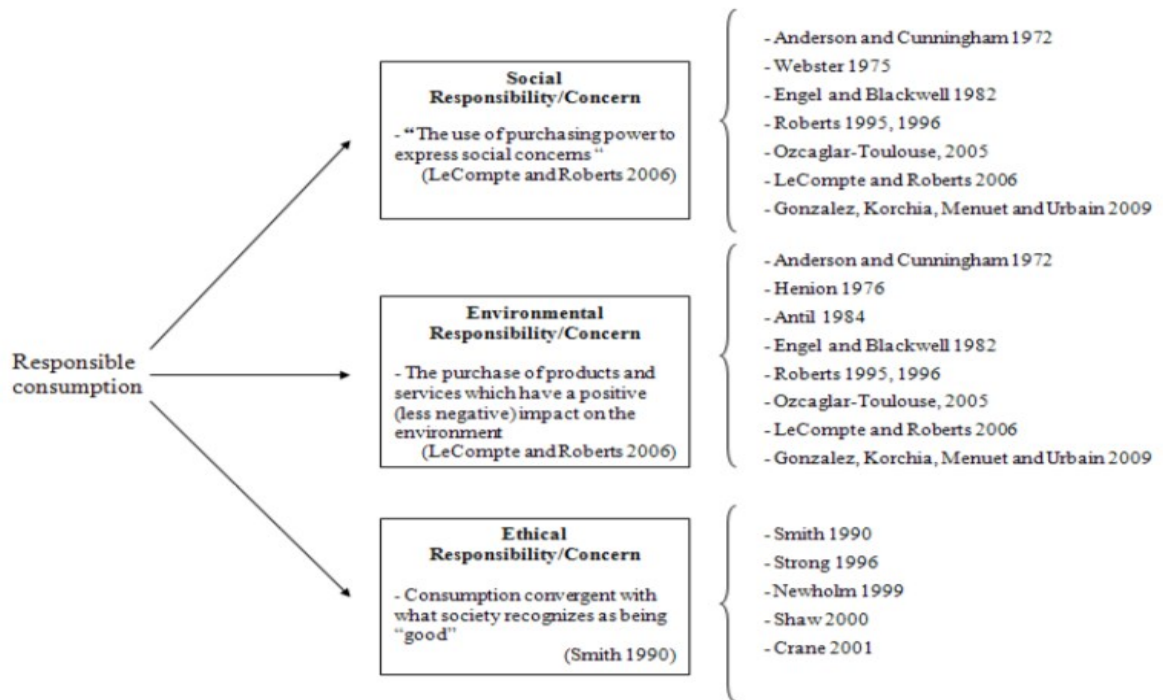 Responsible
consumption
Social
Responsibility/Concern
- “The use of purchasing power to
express social concerns“
(LeCompte and Roberts 2006)
- Anderson and Cunningham 1972
- Webster 1975
- Engel and Blackwell 1982
- Roberts 1995, 1996
- Ozcaglar-Toulouse, 2005
- LeCompte and Roberts 2006
- Gonzalez, Korchia, Menuet and Urbain 2009
Environmental
Responsibility/Concern
- The purchase of products and
services which have a positive
(less negative) impact on the
environment
(LeCompte and Roberts 2006)
- Anderson and Cunningham 1972
- Henion 1976
- Antil 1984
- Engel and Blackwell 1982
- Roberts 1995, 1996
- Ozcaglar-Toulouse, 2005
- LeCompte and Roberts 2006
- Gonzalez, Korchia, Menuet and Urbain 2009
Ethical
Responsibility/Concern
- Consumption convergent with
what society recognizes as being
“good”
(Smith 1990)
- Smith 1990
- Strong 1996
- Newholm 1999
- Shaw 2000
- Crane 2001